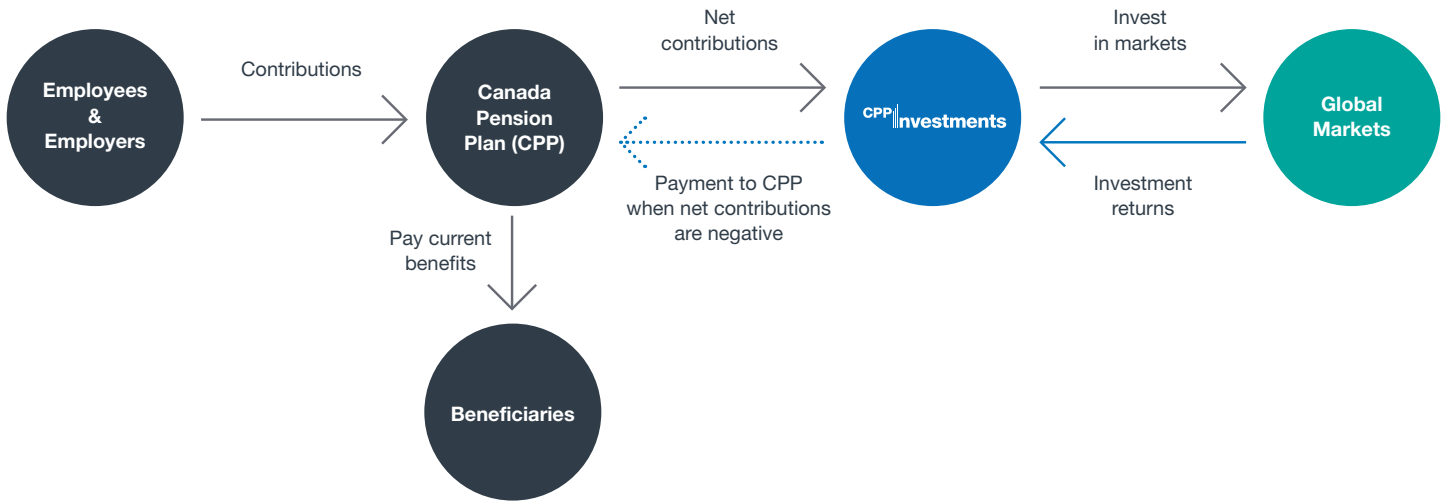 Employees
&
Employers
Contributions
Canada
Pension
Plan (CPP)
Net
contributions
Payment to CPP
when net contributions
are negative
CPP Investments
Invest
in markets
Investment
returns
Global
Markets
Pay current
benefits
Beneficiaries